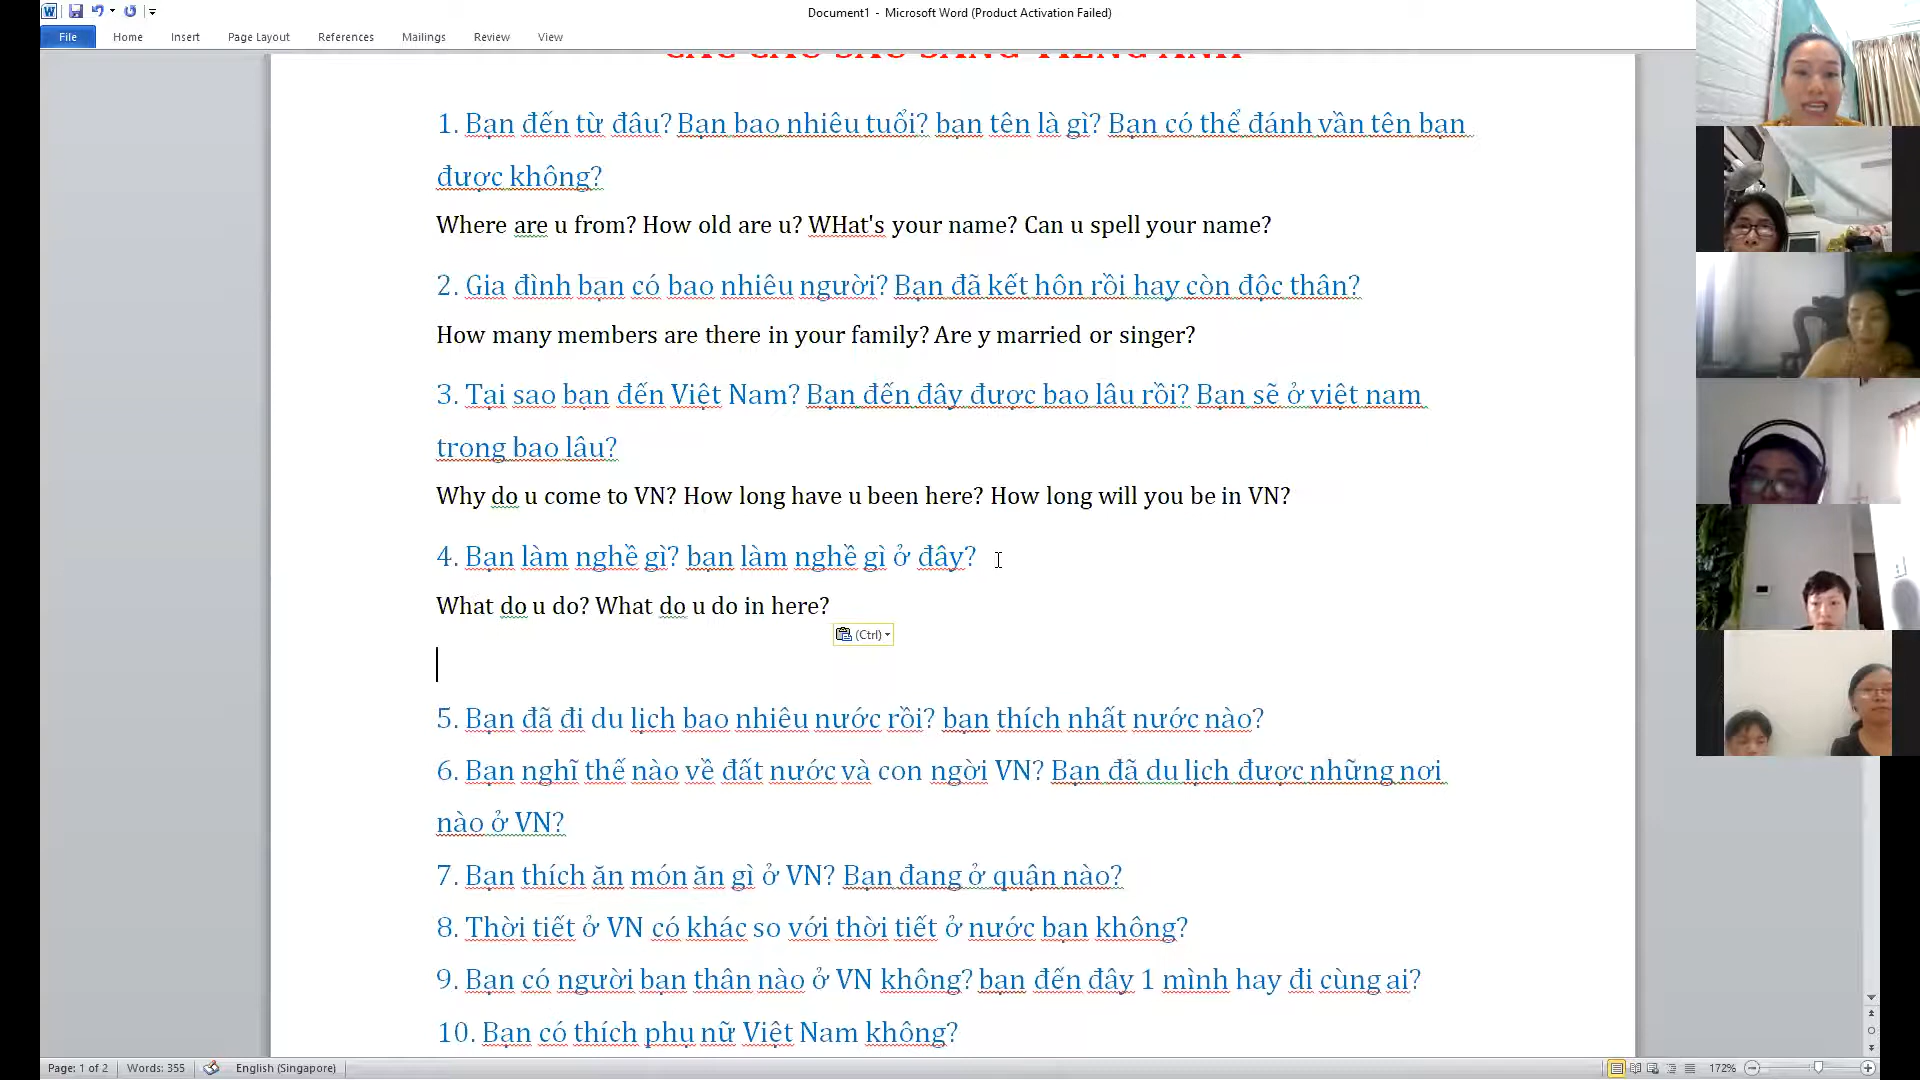 Document1 - Microsoft Word (Product Activation Failed)
File Home Insert Page Layout References Mailings Review View
CÁC CÂU SAU SANG TIẾNG ANH
1. Bạn đến từ đâu? Bạn bao nhiêu tuổi? bạn tên là gì? Bạn có thể đánh vần tên bạn
được không?
Where are u from? How old are u? WHat's your name? Can u spell your name?
2. Gia đình bạn có bao nhiêu người? Bạn đã kết hôn rồi hay còn độc thân?
How many members are there in your family? Are y married or singer?
3. Tại sao bạn đến Việt Nam? Bạn đến đây được bao lâu rồi? Bạn sẽ ở việt nam
trong bao lâu?
Why do u come to VN? How long have u been here? How long will you be in VN?
4. Bạn làm nghề gì? bạn làm nghề gì ở đây?
What do u do? What do u do in here?
(Ctrl)
5. Bạn đã đi du lịch bao nhiêu nước rồi? bạn thích nhất nước nào?
6. Bạn nghĩ thế nào về đất nước và con ngời VN? Bạn đã du lịch được những nơi
nào ở VN?
7. Bạn thích ăn món ăn gì ở VN? Bạn đang ở quận nào?
8. Thời tiết ở VN có khác so với thời tiết ở nước bạn không?
9. Bạn có người bạn thân nào ở VN không? bạn đến đây 1 mình hay đi cùng ai?
10. Bạn có thích phụ nữ Việt Nam không?
Page: 1 of 2 Words: 355 English (Singapore) 172%